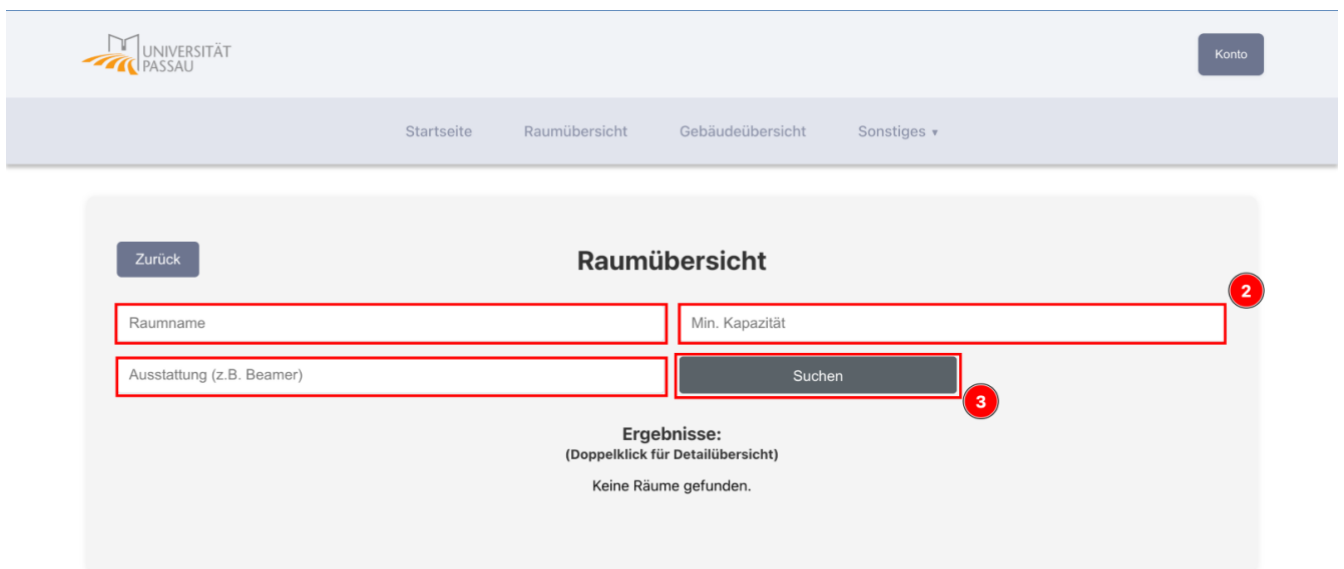 UNIVERSITÄT
PASSAU
Konto
Startseite Raumübersicht Gebäudeübersicht Sonstiges ▾
Zurück
Raumübersicht
2
Raumname Min. Kapazität
Ausstattung (z.B. Beamer) Suchen
3
Ergebnisse:
(Doppelklick für Detailübersicht)
Keine Räume gefunden.